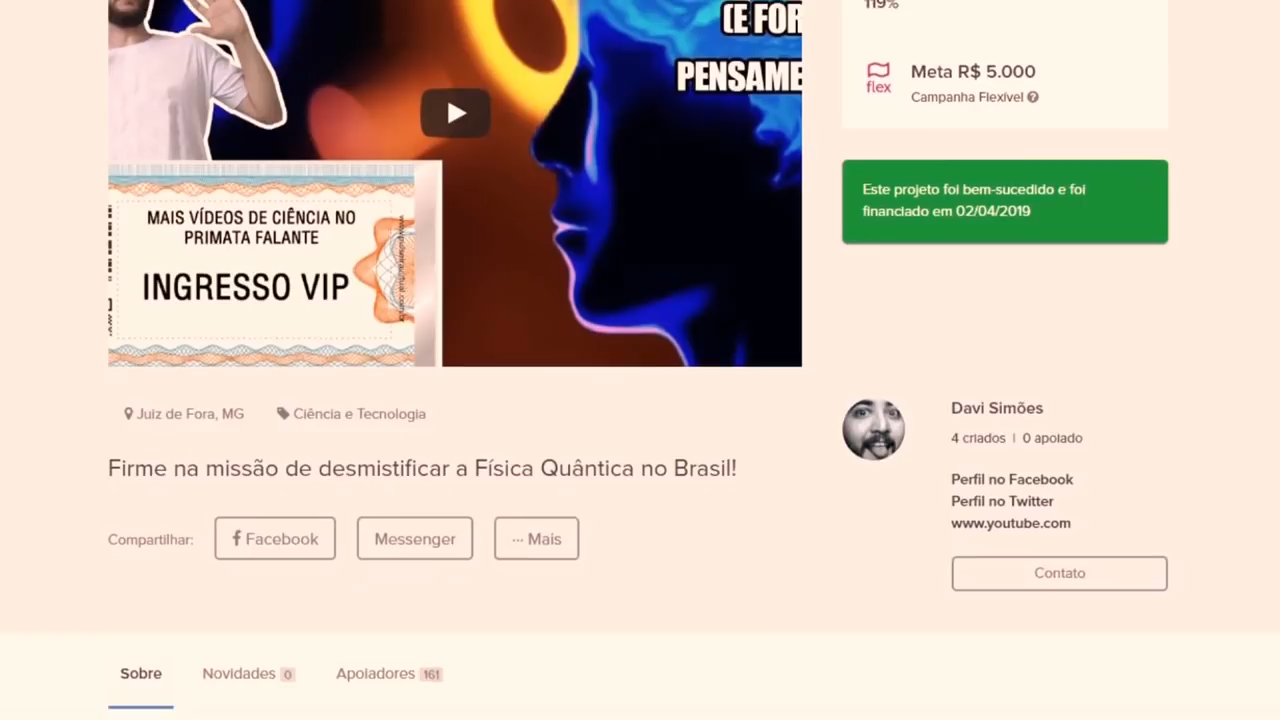 119%
(E FOR
PENSAME
flex
Meta R$ 5.000
Campanha Flexível
Este projeto foi bem-sucedido e foi
financiado em 02/04/2019
MAIS VÍDEOS DE CIÊNCIA NO
PRIMATA FALANTE
INGRESSO VIP
Juiz de Fora, MG
Ciência e Tecnologia
Davi Simões
4 criados | 0 apoiado
Firme na missão de desmistificar a Física Quântica no Brasil!
Perfil no Facebook
Perfil no Twitter
www.youtube.com
Compartilhar:
Facebook
Messenger
··· Mais
Contato
Sobre
Novidades 0
Apoiadores 161